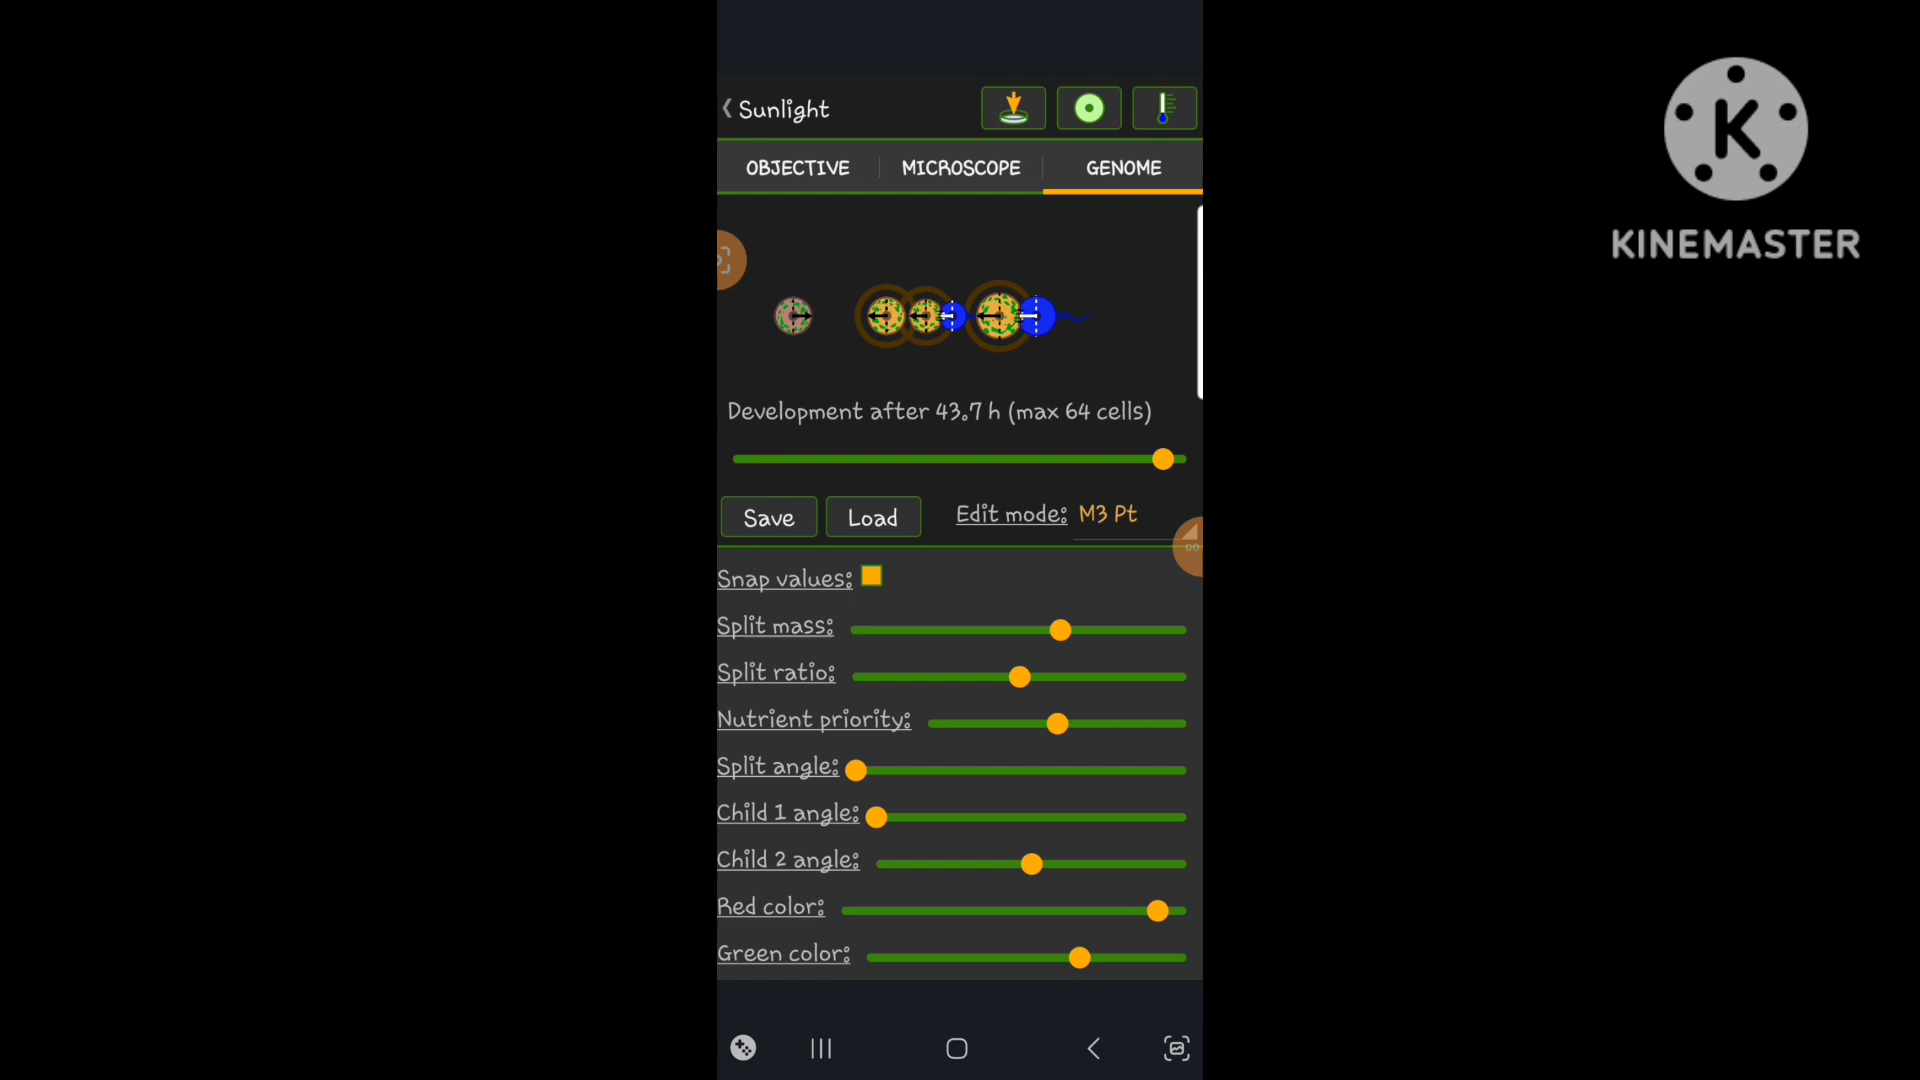 Sunlight
OBJECTIVE
MICROSCOPE
GENOME
K
KINEMASTER
Development after 43.7 h (max 64 cells)
Save
Load
Edit mode: M3 Pt
00
Snap values:
Split mass:
Split ratio:
Nutrient priority:
Split angle:
Child 1 angle:
Child 2 angle:
Red color:
Green color: